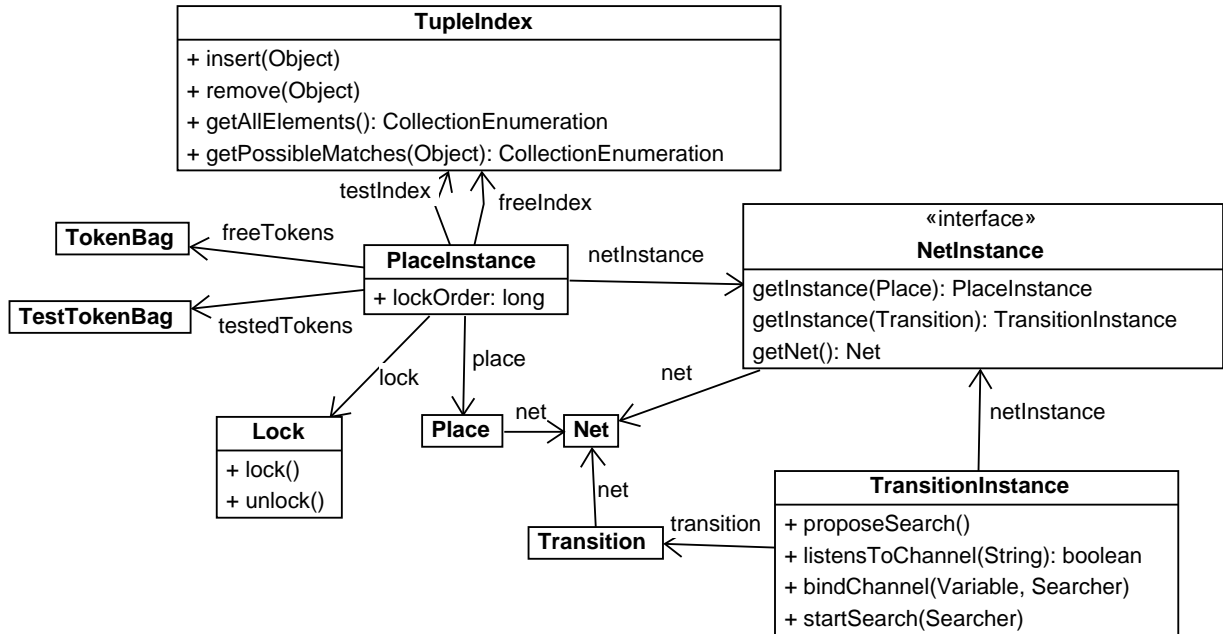 TupleIndex
+ insert(Object)
+ remove(Object)
+ getAllElements(): CollectionEnumeration
+ getPossibleMatches(Object): CollectionEnumeration
testIndex
freeIndex
TokenBag
freeTokens
PlaceInstance
+ lockOrder: long
netInstance
«interface»
NetInstance
getInstance(Place): PlaceInstance
getInstance(Transition): TransitionInstance
getNet(): Net
TestTokenBag
testedTokens
lock
place
net
netInstance
Lock
+ lock()
+ unlock()
Place
net
Net
net
Transition
transition
TransitionInstance
+ proposeSearch()
+ listensToChannel(String): boolean
+ bindChannel(Variable, Searcher)
+ startSearch(Searcher)